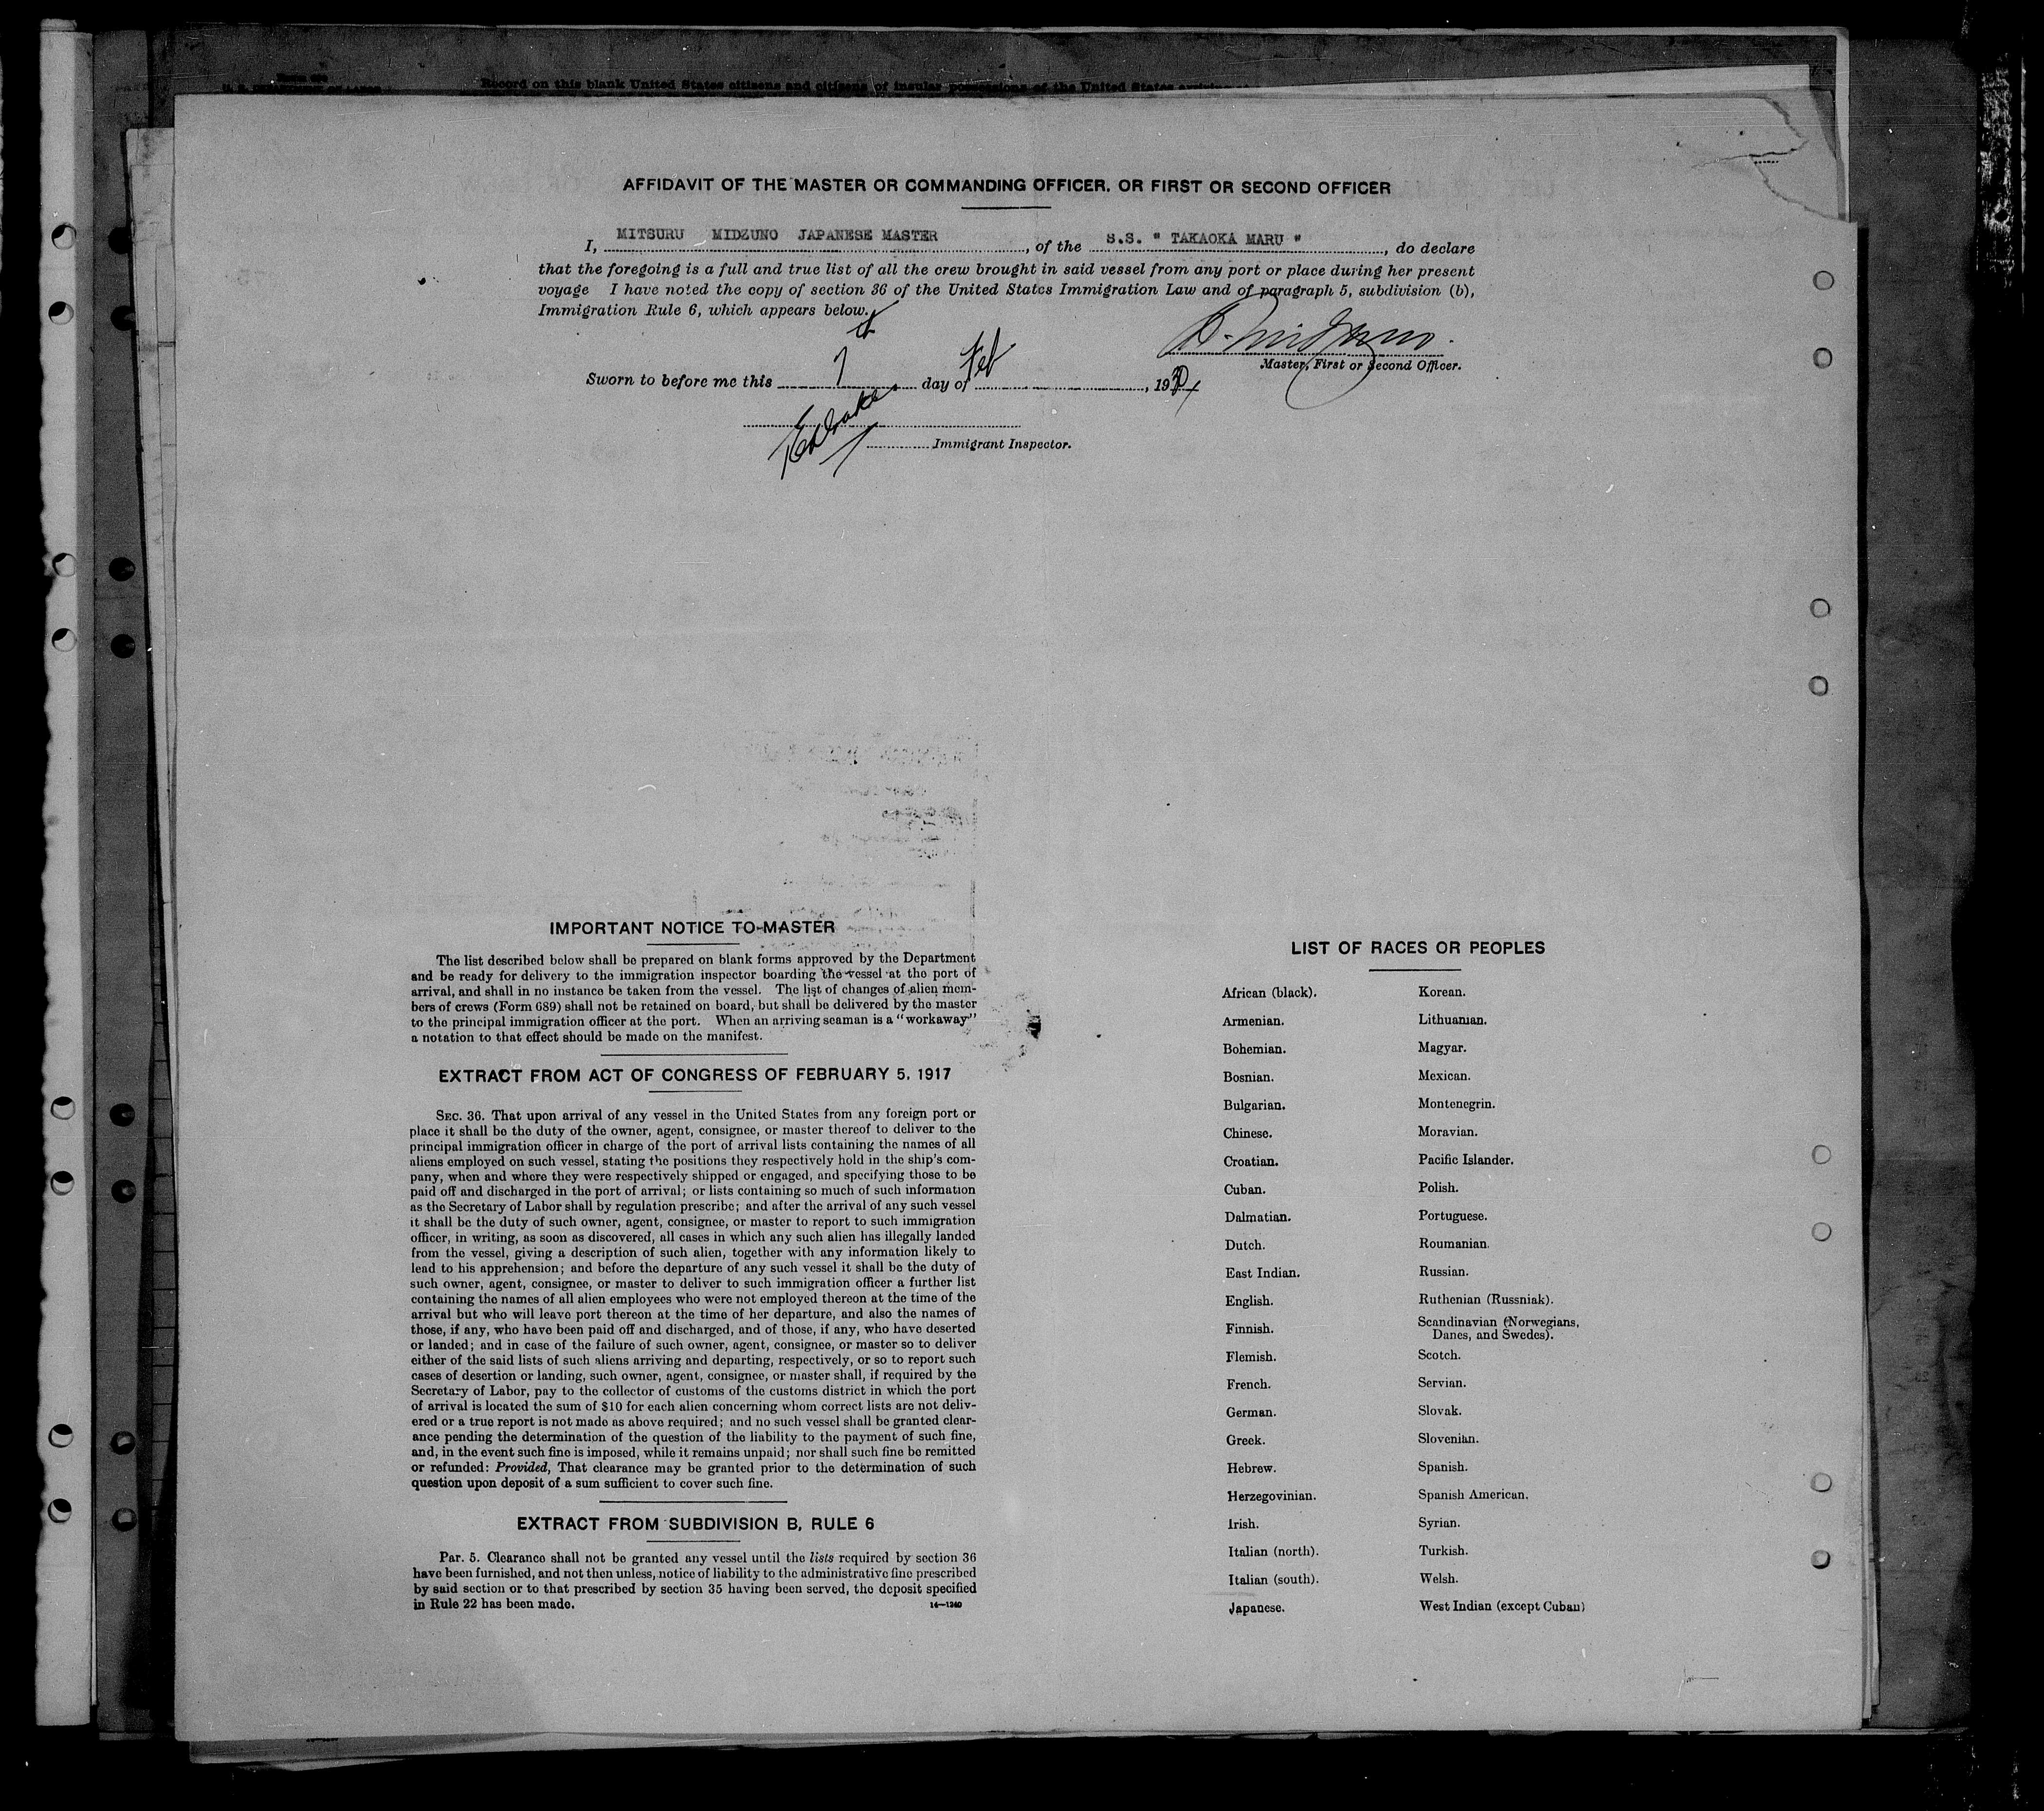 Record on this blank United States citizens and citizens of insular possessions of the United States
AFFIDAVIT OF THE MASTER OR COMMANDING OFFICER, OR FIRST OR SECOND OFFICER
I, MITSURU MIDZUNO JAPANESE MASTER, of the S.S. " TAKAOKA MARU ", do declare
that the foregoing is a full and true list of all the crew brought in said vessel from any port or place during her present
voyage I have noted the copy of section 36 of the United States Immigration Law and of paragraph 5, subdivision (b),
Immigration Rule 6, which appears below.
Master, First or Second Officer.
Sworn to before me this 7th day of Feb, 19
Immigrant Inspector.
IMPORTANT NOTICE TO MASTER
The list described below shall be prepared on blank forms approved by the Department
and be ready for delivery to the immigration inspector boarding the vessel at the port of
arrival, and shall in no instance be taken from the vessel. The list of changes of alien mem-
bers of crews (Form 689) shall not be retained on board, but shall be delivered by the master
to the principal immigration officer at the port. When an arriving seaman is a "workaway"
a notation to that effect should be made on the manifest.
EXTRACT FROM ACT OF CONGRESS OF FEBRUARY 5, 1917
SEC. 36. That upon arrival of any vessel in the United States from any foreign port or
place it shall be the duty of the owner, agent, consignee, or master thereof to deliver to the
principal immigration officer in charge of the port of arrival lists containing the names of all
aliens employed on such vessel, stating the positions they respectively hold in the ship's com-
pany, when and where they were respectively shipped or engaged, and specifying those to be
paid off and discharged in the port of arrival; or lists containing so much of such information
as the Secretary of Labor shall by regulation prescribe; and after the arrival of any such vessel
it shall be the duty of such owner, agent, consignee, or master to report to such immigration
officer, in writing, as soon as discovered, all cases in which any such alien has illegally landed
from the vessel, giving a description of such alien, together with any information likely to
lead to his apprehension; and before the departure of any such vessel it shall be the duty of
such owner, agent, consignee, or master to deliver to such immigration officer a further list
containing the names of all alien employees who were not employed thereon at the time of the
arrival but who will leave port thereon at the time of her departure, and also the names of
those, if any, who have been paid off and discharged, and of those, if any, who have deserted
or landed; and in case of the failure of such owner, agent, consignee, or master so to deliver
either of the said lists of such aliens arriving and departing, respectively, or so to report such
cases of desertion or landing, such owner, agent, consignee, or master shall, if required by the
Secretary of Labor, pay to the collector of customs of the customs district in which the port
of arrival is located the sum of $10 for each alien concerning whom correct lists are not deliv-
ered or a true report is not made as above required; and no such vessel shall be granted clear-
ance pending the determination of the question of the liability to the payment of such fine,
and, in the event such fine is imposed, while it remains unpaid; nor shall such fine be remitted
or refunded: Provided, That clearance may be granted prior to the determination of such
question upon deposit of a sum sufficient to cover such fine.
EXTRACT FROM SUBDIVISION B, RULE 6
Par. 5. Clearance shall not be granted any vessel until the lists required by section 36
have been furnished, and not then unless, notice of liability to the administrative fine prescribed
by said section or to that prescribed by section 35 having been served, the deposit specified
in Rule 22 has been made.
14—1240
LIST OF RACES OR PEOPLES
African (black).
Armenian.
Bohemian.
Bosnian.
Bulgarian.
Chinese.
Croatian.
Cuban.
Dalmatian.
Dutch.
East Indian.
English.
Finnish.
Flemish.
French.
German.
Greek.
Hebrew.
Herzegovinian.
Irish.
Italian (north).
Italian (south).
Japanese.
Korean.
Lithuanian.
Magyar.
Mexican.
Montenegrin.
Moravian.
Pacific Islander.
Polish.
Portuguese.
Roumanian.
Russian.
Ruthenian (Russniak).
Scandinavian (Norwegians,
Danes, and Swedes).
Scotch.
Servian.
Slovak.
Slovenian.
Spanish.
Spanish American.
Syrian.
Turkish.
Welsh.
West Indian (except Cuban)